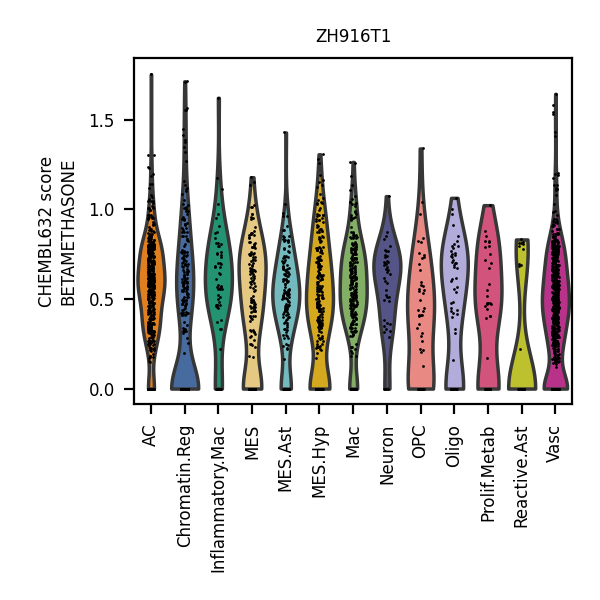 ZH916T1
CHEMBL632 score
BETAMETHASONE
1.5
1.0
0.5
0.0
AC
Chromatin.Reg
Inflammatory.Mac
MES
MES.Ast
MES.Hyp
Mac
Neuron
OPC
Oligo
Prolif.Metab
Reactive.Ast
Vasc